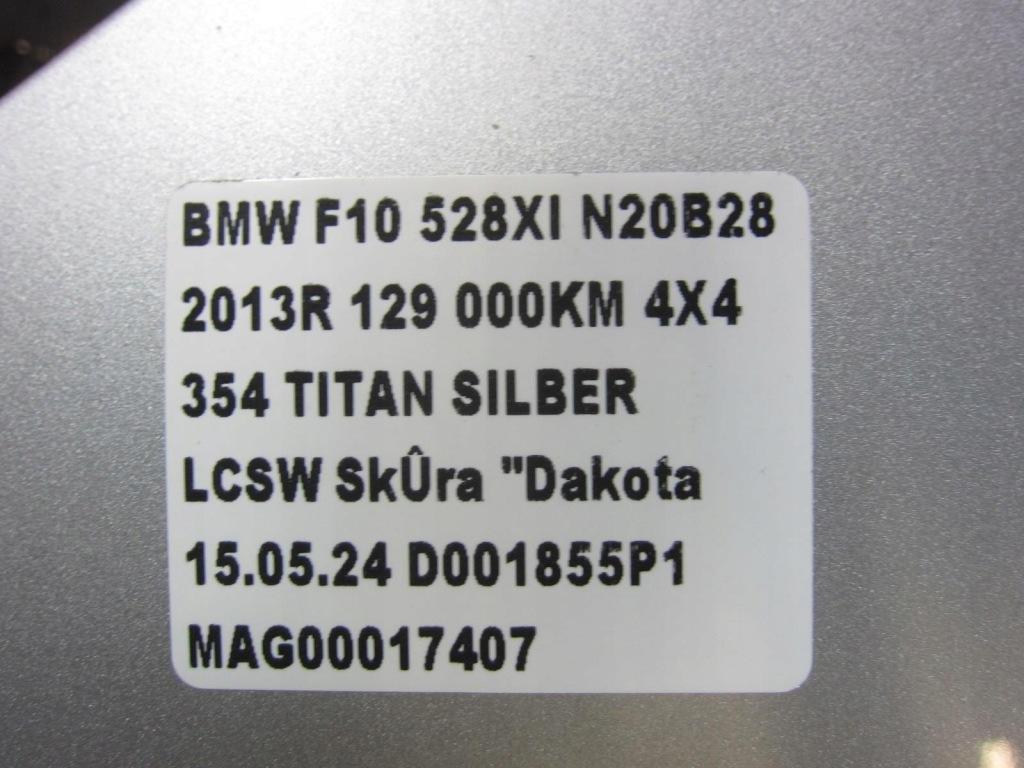 BMW F10 528XI N20B28
2013R 129 000KM 4X4
354 TITAN SILBER
LCSW SkÛra "Dakota
15.05.24 D001855P1
MAG00017407